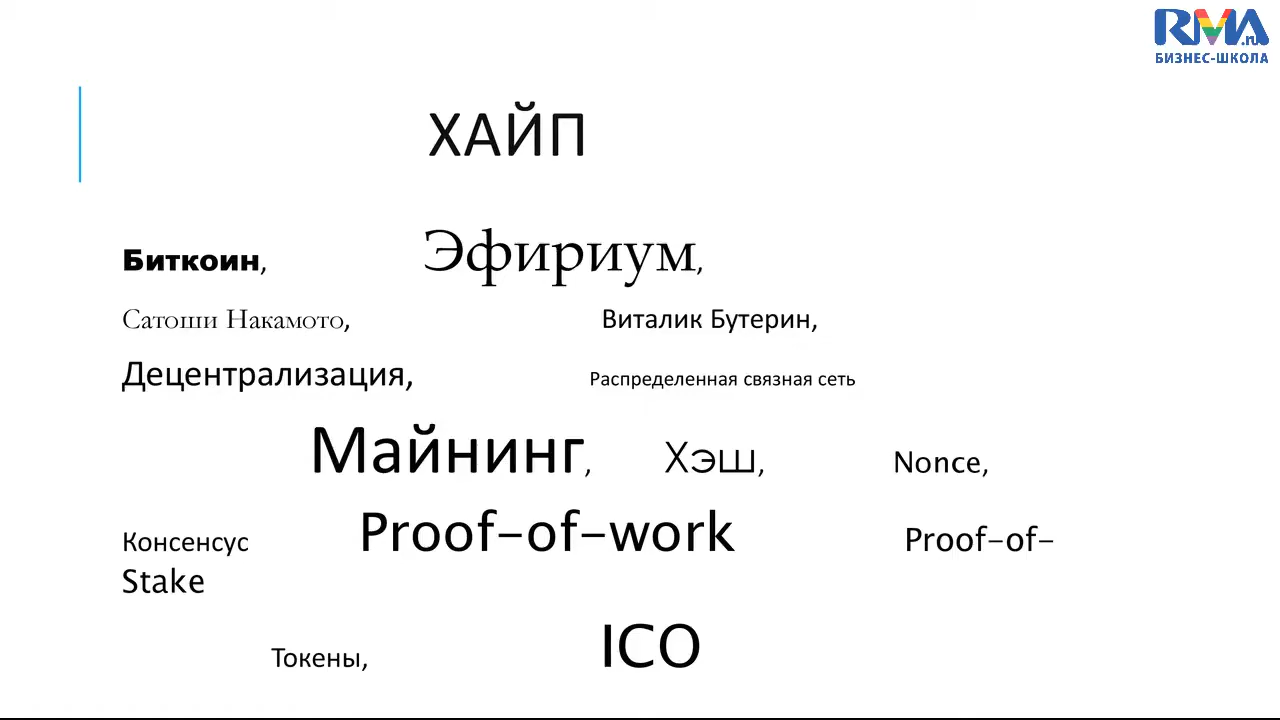 RMA.ru
БИЗНЕС-ШКОЛА
ХАЙП
Биткоин, Эфириум,
Сатоши Накамото, Виталик Бутерин,
Децентрализация, Распределенная связная сеть
Майнинг, Хэш, Nonce,
Консенсус Proof-of-work Proof-of-
Stake
Токены, ICO